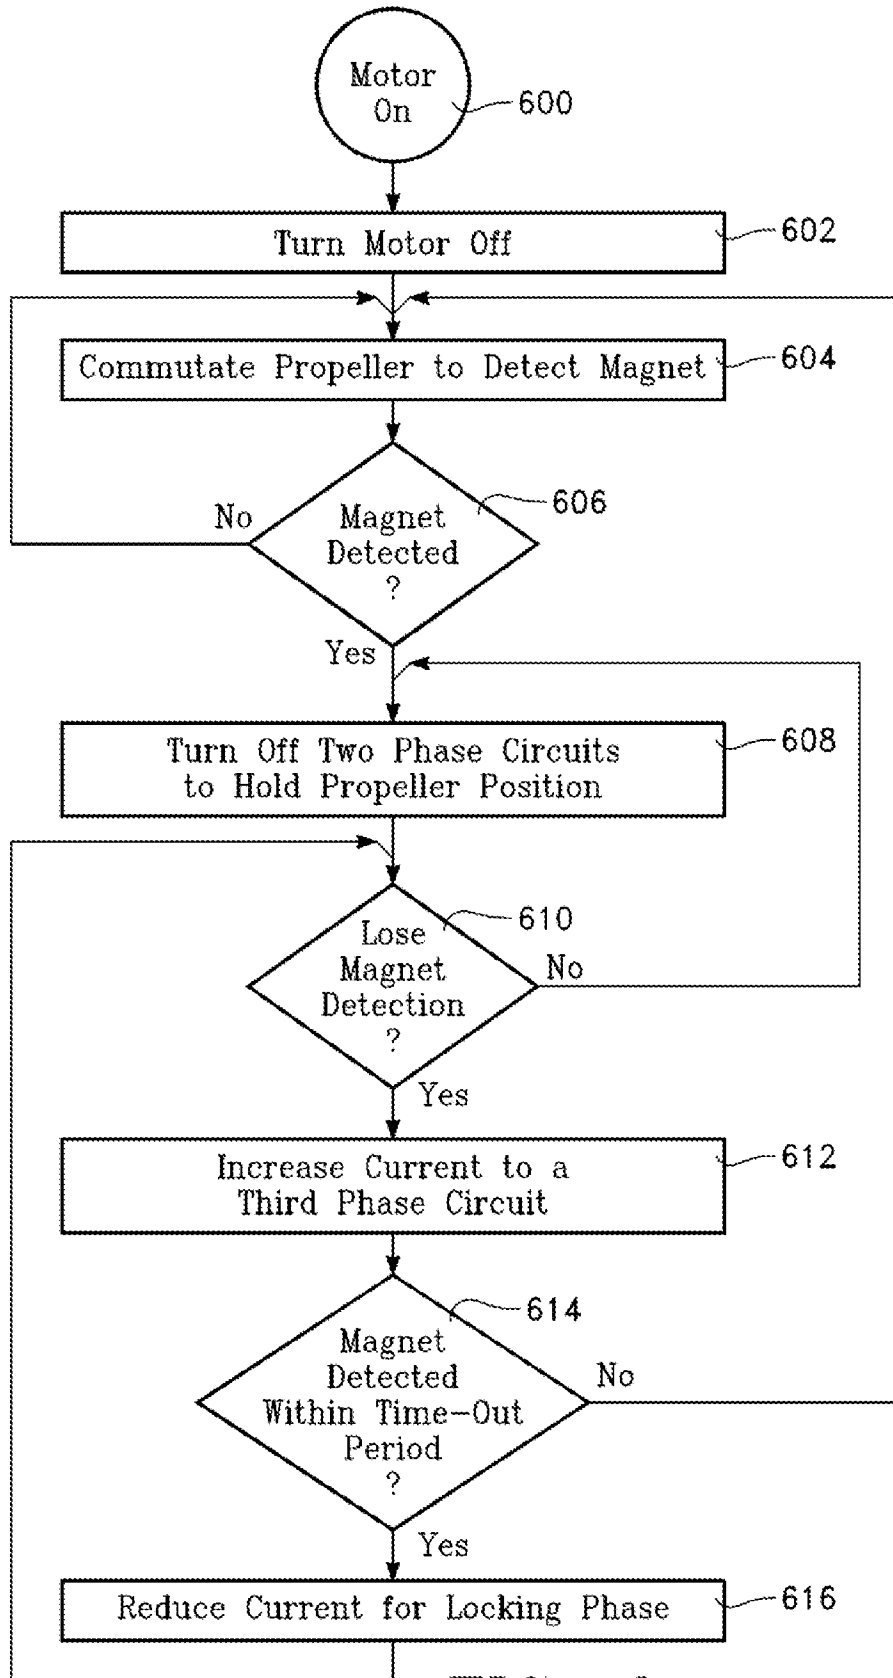 Motor
On
600
Turn Motor Off
602
Commutate Propeller to Detect Magnet
604
Magnet
Detected
?
606
No
Yes
Turn Off Two Phase Circuits
to Hold Propeller Position
608
Lose
Magnet
Detection
?
610
No
Yes
Increase Current to a
Third Phase Circuit
612
Magnet
Detected
Within Time-Out
Period
?
614
No
Yes
Reduce Current for Locking Phase
616